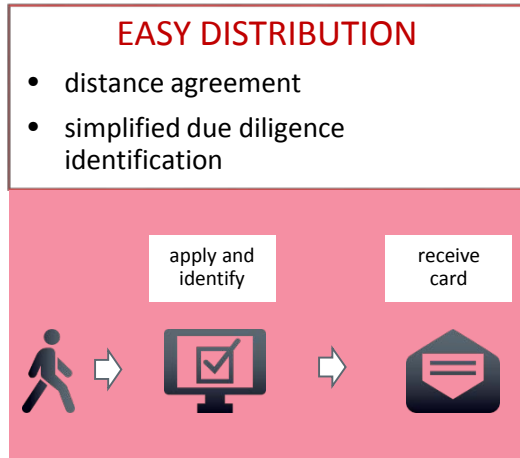 EASY DISTRIBUTION
• distance agreement
• simplified due diligence
identification
apply and
identify
receive
card